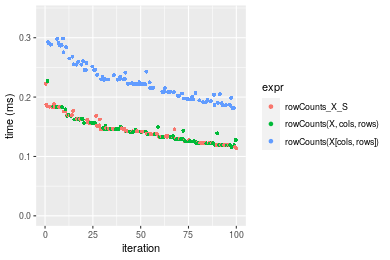 0.3
0.2
0.1
0.0
time (ms)
0
25
50
75
100
iteration
expr
rowCounts_X_S
rowCounts(X, cols, rows)
rowCounts(X[cols, rows])